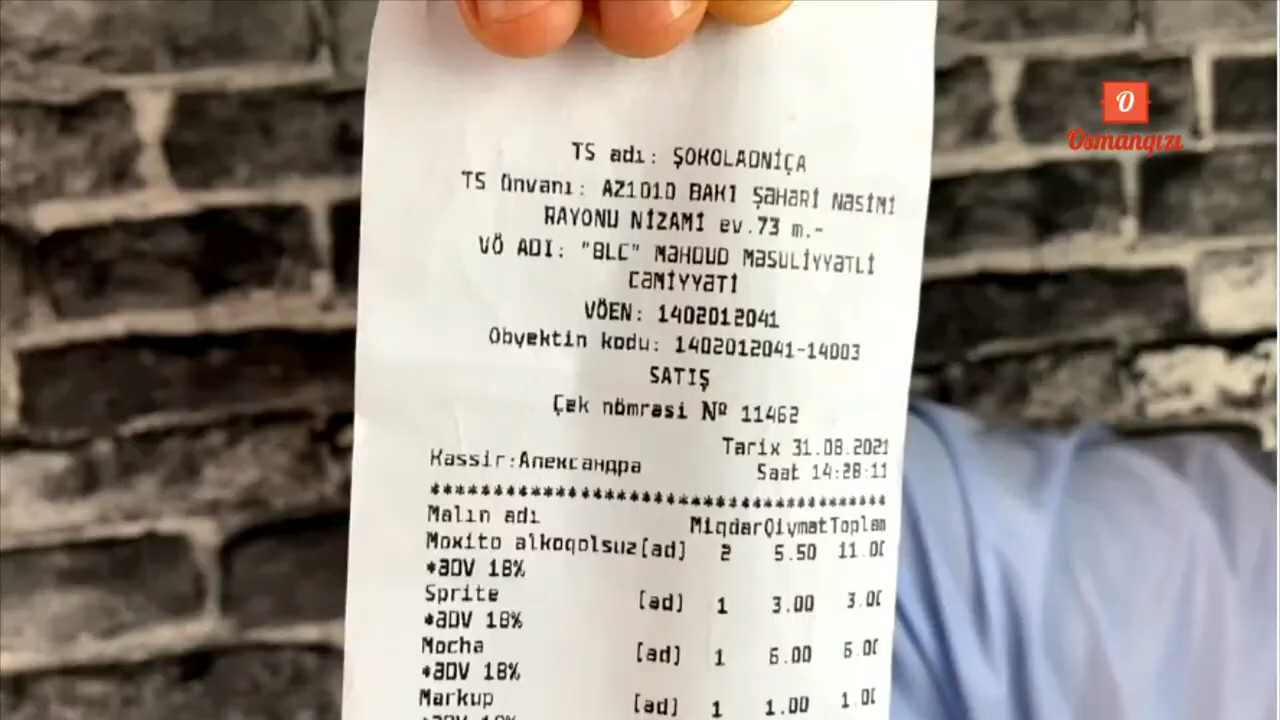 O
Osmanqızı
TS adı: ŞOKOLADNİÇA
TS Ünvanı: AZ1010 BAKI ŞƏHƏRİ NƏSİMİ
RAYONU NİZAMİ ev.73 m.-
VÖ ADI: "BLC" MƏHDUD MƏSULİYYƏTLİ
CƏMİYYƏTİ
VÖEN: 1402012041
Obyektin kodu: 1402012041-14003
SATIŞ
Çek nömrəsi № 11462
Tarix 31.08.2021
Kassir:Александра Saat 14:28:11
****************************************
Malın adı Miqdar Qiymət Toplam
Moxito alkoqolsuz[əd] 2 5.50 11.00
*ƏDV 18%
Sprite [əd] 1 3.00 3.00
*ƏDV 18%
Mocha [əd] 1 6.00 6.00
*ƏDV 18%
Markup [əd] 1 1.00 1.00
*ƏDV 18%